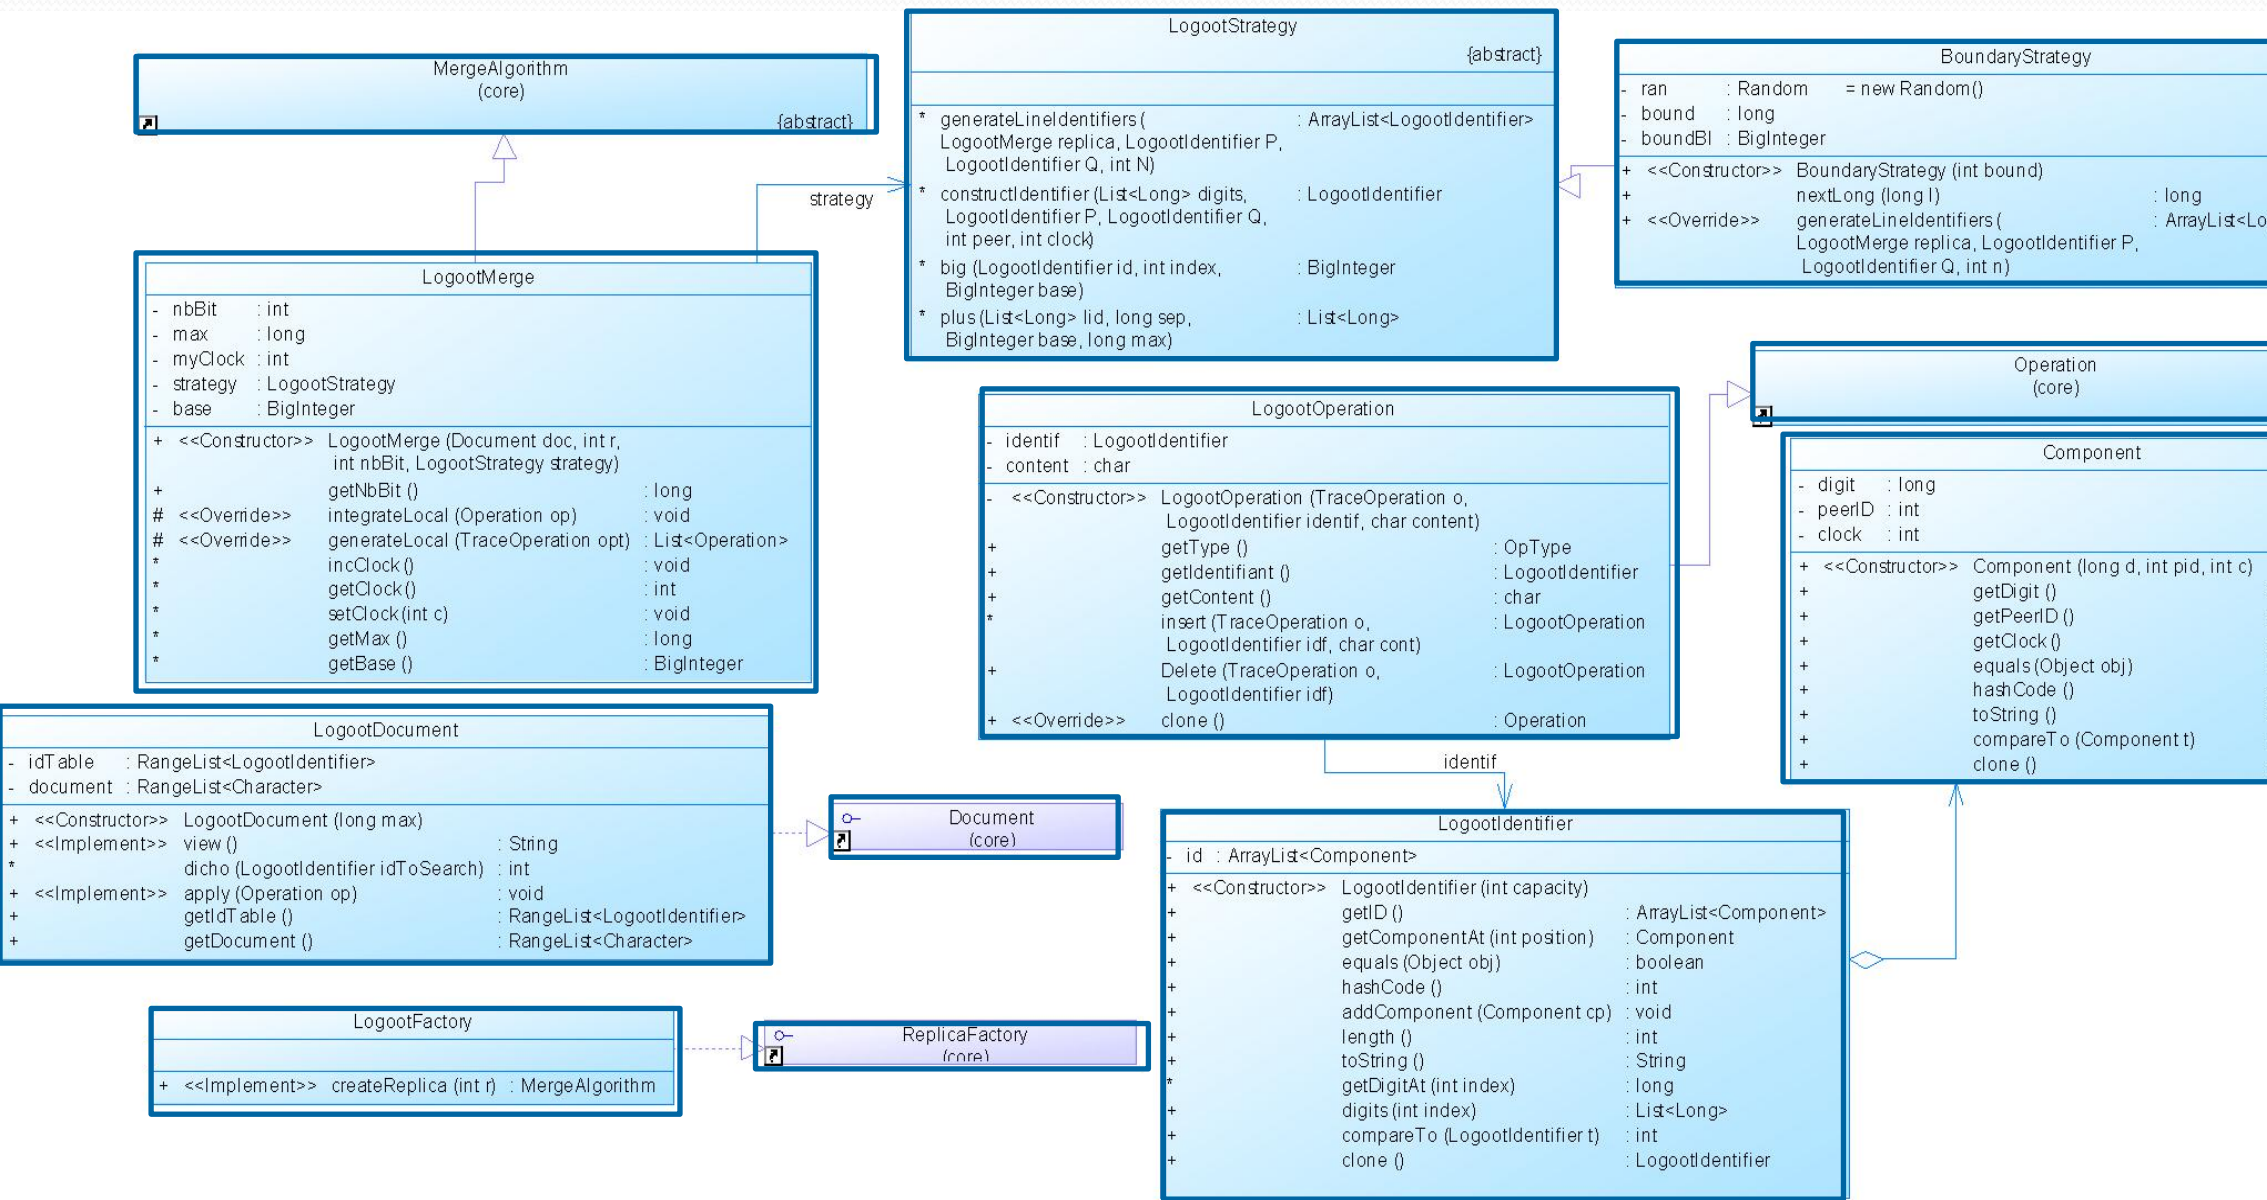 MergeAlgorithm
(core)
{abstract}
LogootStrategy
{abstract}
* generateLineIdentifiers ( : ArrayList<LogootIdentifier>
LogootMerge replica, LogootIdentifier P,
LogootIdentifier Q, int N)
* constructIdentifier (List<Long> digits, : LogootIdentifier
LogootIdentifier P, LogootIdentifier Q,
int peer, int clock)
* big (LogootIdentifier id, int index, : BigInteger
BigInteger base)
* plus (List<Long> lid, long sep, : List<Long>
BigInteger base, long max)
BoundaryStrategy
- ran : Random = new Random()
- bound : long
- boundBI : BigInteger
+ <<Constructor>> BoundaryStrategy (int bound)
+ nextLong (long l) : long
+ <<Override>> generateLineIdentifiers ( : ArrayList<Lo
LogootMerge replica, LogootIdentifier P,
LogootIdentifier Q, int n)
strategy
LogootMerge
- nbBit : int
- max : long
- myClock : int
- strategy : LogootStrategy
- base : BigInteger
+ <<Constructor>> LogootMerge (Document doc, int r,
int nbBit, LogootStrategy strategy)
+ getNbBit () : long
# <<Override>> integrateLocal (Operation op) : void
# <<Override>> generateLocal (TraceOperation opt) : List<Operation>
* incClock () : void
* getClock () : int
* setClock (int c) : void
* getMax () : long
* getBase () : BigInteger
Operation
(core)
LogootOperation
- identif : LogootIdentifier
- content : char
- <<Constructor>> LogootOperation (TraceOperation o,
LogootIdentifier identif, char content)
+ getType () : OpType
+ getIdentifiant () : LogootIdentifier
+ getContent () : char
* insert (TraceOperation o, : LogootOperation
LogootIdentifier idf, char cont)
+ Delete (TraceOperation o, : LogootOperation
LogootIdentifier idf)
+ <<Override>> clone () : Operation
Component
- digit : long
- peerID : int
- clock : int
+ <<Constructor>> Component (long d, int pid, int c)
+ getDigit ()
+ getPeerID ()
+ getClock ()
+ equals (Object obj)
+ hashCode ()
+ toString ()
+ compareTo (Component t)
+ clone ()
LogootDocument
- idTable : RangeList<LogootIdentifier>
- document : RangeList<Character>
+ <<Constructor>> LogootDocument (long max)
+ <<Implement>> view () : String
* dicho (LogootIdentifier idToSearch) : int
+ <<Implement>> apply (Operation op) : void
+ getIdTable () : RangeList<LogootIdentifier>
+ getDocument () : RangeList<Character>
Document
(core)
identif
LogootIdentifier
- id : ArrayList<Component>
+ <<Constructor>> LogootIdentifier (int capacity)
+ getID () : ArrayList<Component>
+ getComponentAt (int position) : Component
+ equals (Object obj) : boolean
+ hashCode () : int
+ addComponent (Component cp) : void
+ length () : int
+ toString () : String
* getDigitAt (int index) : long
+ digits (int index) : List<Long>
+ compareTo (LogootIdentifier t) : int
+ clone () : LogootIdentifier
LogootFactory
+ <<Implement>> createReplica (int r) : MergeAlgorithm
ReplicaFactory
(core)